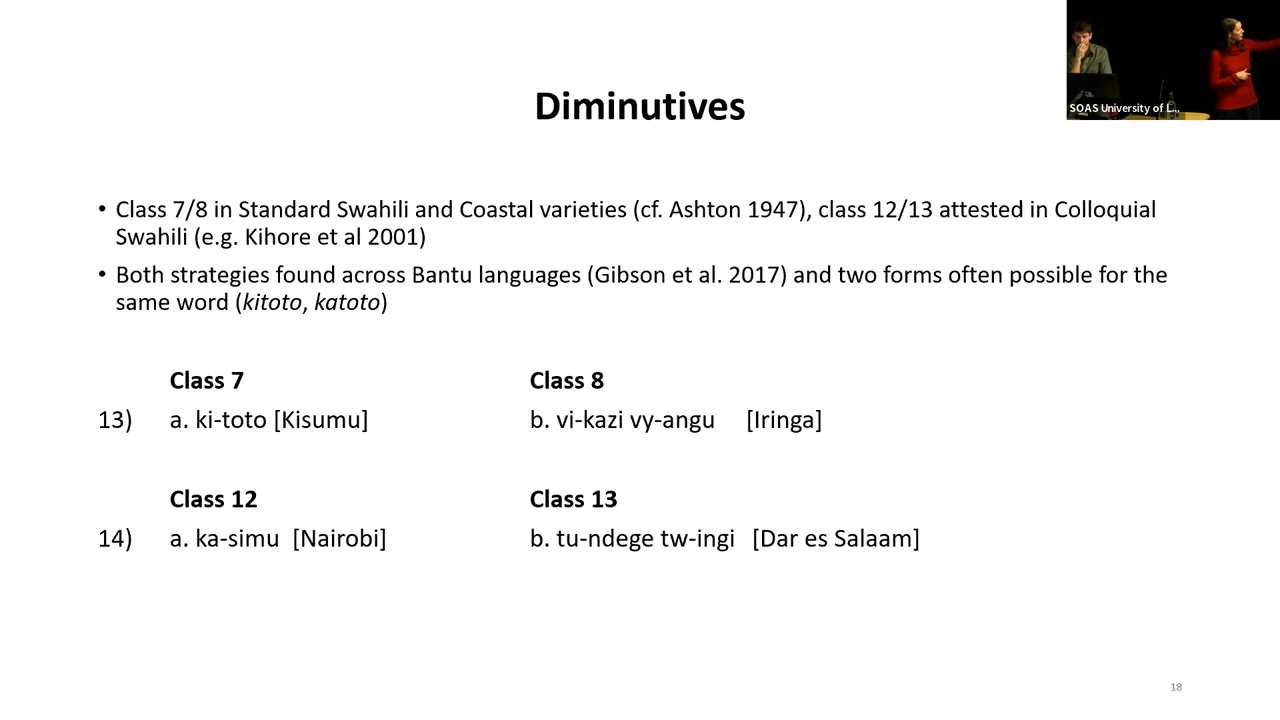 SOAS University of L...
Diminutives
• Class 7/8 in Standard Swahili and Coastal varieties (cf. Ashton 1947), class 12/13 attested in Colloquial
Swahili (e.g. Kihore et al 2001)
• Both strategies found across Bantu languages (Gibson et al. 2017) and two forms often possible for the
same word (kitoto, katoto)
Class 7 Class 8
13) a. ki-toto [Kisumu] b. vi-kazi vy-angu [Iringa]
Class 12 Class 13
14) a. ka-simu [Nairobi] b. tu-ndege tw-ingi [Dar es Salaam]
18